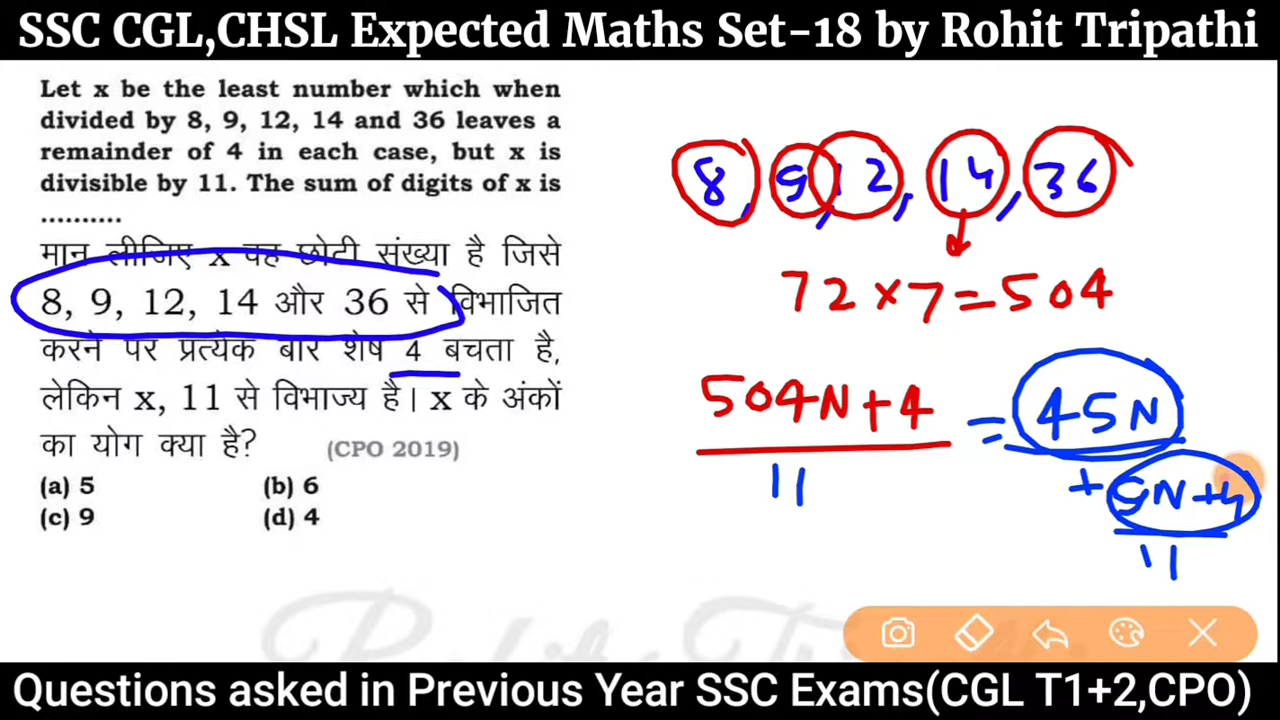 SSC CGL,CHSL Expected Maths Set-18 by Rohit Tripathi
Let x be the least number which when
divided by 8, 9, 12, 14 and 36 leaves a
remainder of 4 in each case, but x is
divisible by 11. The sum of digits of x is
..........
मान लीजिए x वह छोटी संख्या है जिसे
8, 9, 12, 14 और 36 से विभाजित
करने पर प्रत्येक बार शेष 4 बचता है,
लेकिन x, 11 से विभाज्य है। x के अंकों
का योग क्या है? (CPO 2019)
(a) 5 (b) 6
(c) 9 (d) 4
8, 9, 12, 14, 36
72×7=504
504N+4 = 45N
11
+ 9N+4
11
Questions asked in Previous Year SSC Exams(CGL T1+2,CPO)